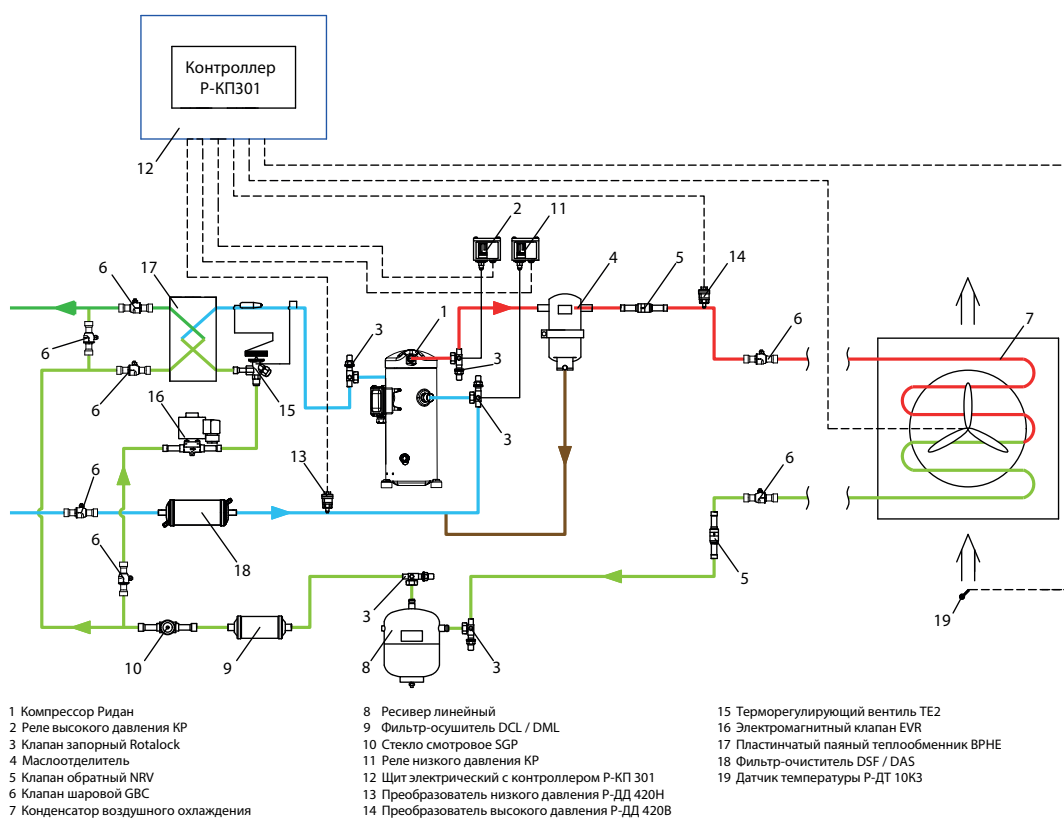 Контроллер
Р-КП301
12
2
11
6
17
4
5
14
3
1
6
7
6
3
6
15
3
16
13
6
6
6
18
5
3
19
10
9
8
3
1 Компрессор Ридан
2 Реле высокого давления КР
3 Клапан запорный Rotalock
4 Маслоотделитель
5 Клапан обратный NRV
6 Клапан шаровой GBC
7 Конденсатор воздушного охлаждения
8 Ресивер линейный
9 Фильтр-осушитель DCL / DML
10 Стекло смотровое SGP
11 Реле низкого давления КР
12 Щит электрический с контроллером Р-КП 301
13 Преобразователь низкого давления Р-ДД 420Н
14 Преобразователь высокого давления Р-ДД 420В
15 Терморегулирующий вентиль TE2
16 Электромагнитный клапан EVR
17 Пластинчатый паяный теплообменник BPHE
18 Фильтр-очиститель DSF / DAS
19 Датчик температуры Р-ДТ 10К3